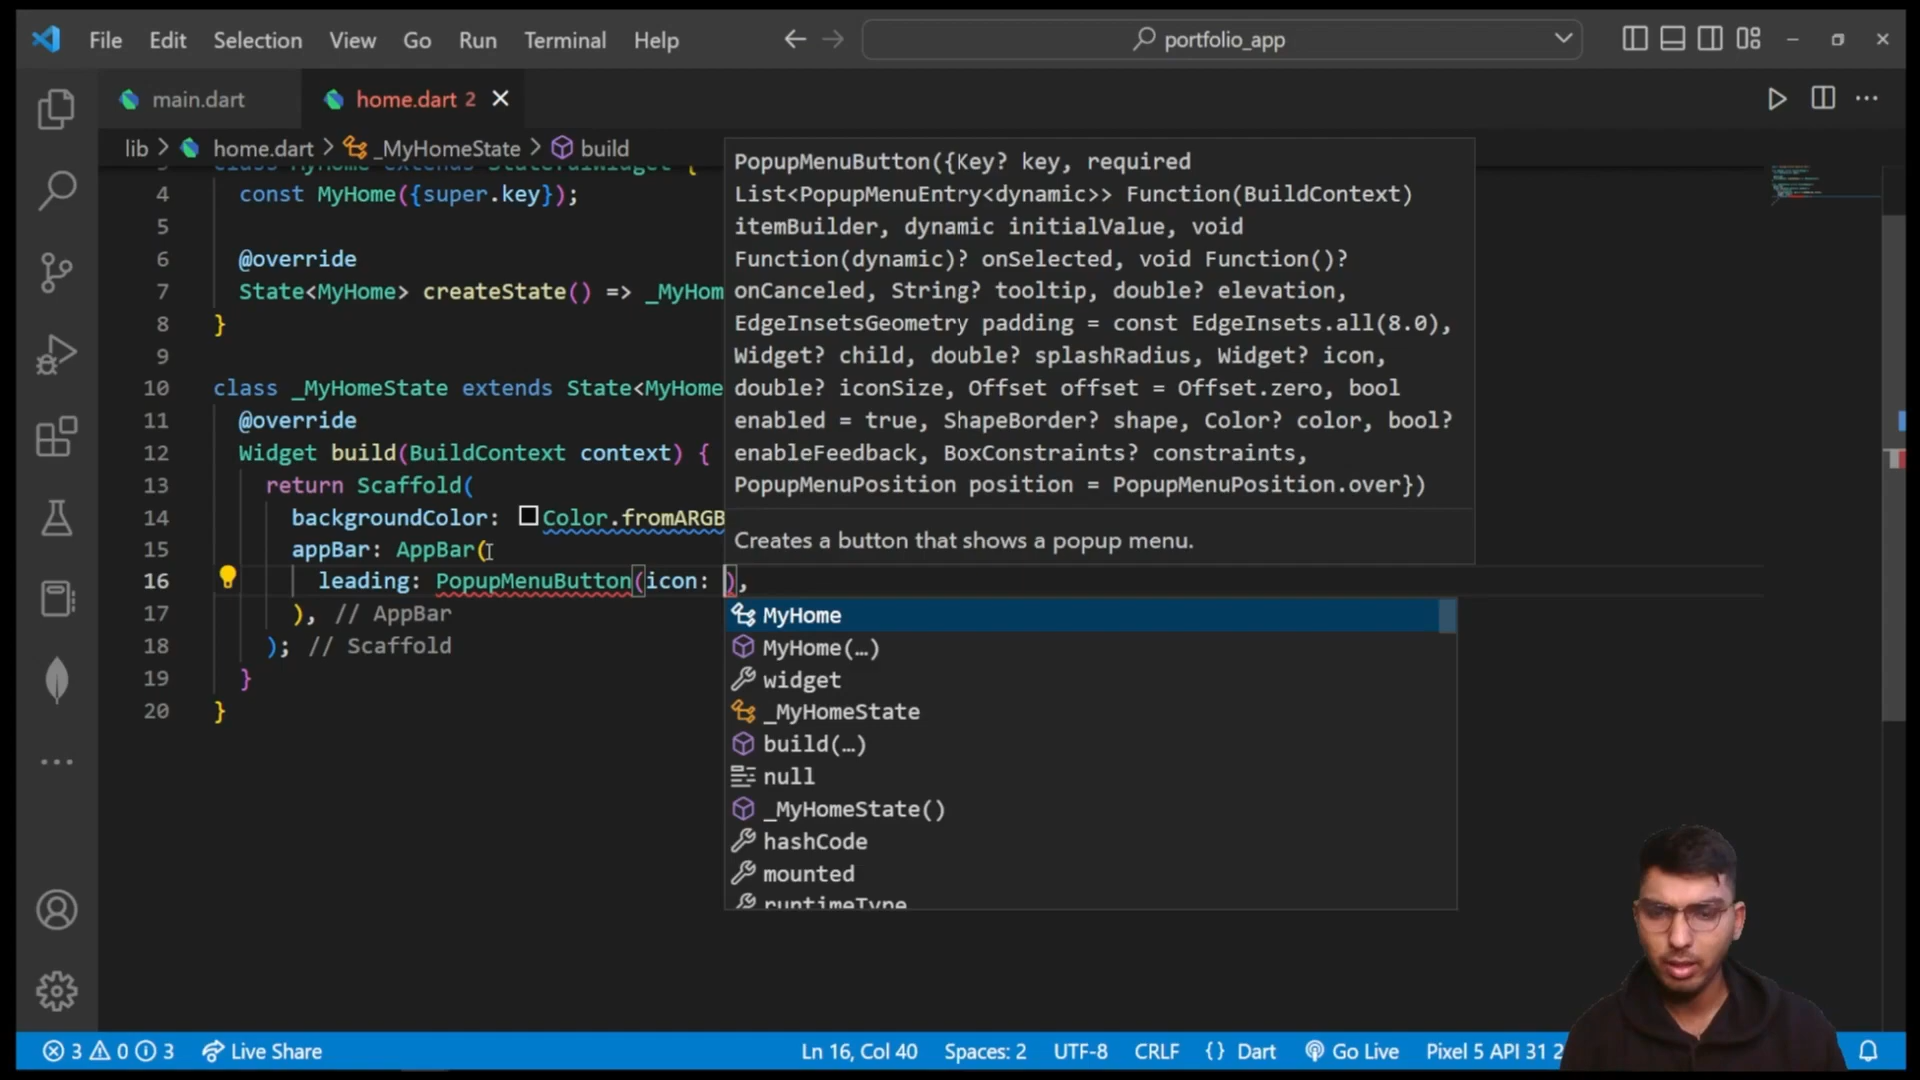 File Edit Selection View Go Run Terminal Help
portfolio_app
main.dart
home.dart 2
lib > home.dart > _MyHomeState > build
4 const MyHome({super.key});
5
6 @override
7 State<MyHome> createState() => _MyHom
8 }
9
10 class _MyHomeState extends State<MyHome
11 @override
12 Widget build(BuildContext context) {
13 return Scaffold(
14 backgroundColor: Color.fromARGB
15 appBar: AppBar(
16 leading: PopupMenuButton(icon: ),
17 ), // AppBar
18 ); // Scaffold
19 }
20 }
PopupMenuButton({Key? key, required
List<PopupMenuEntry<dynamic>> Function(BuildContext)
itemBuilder, dynamic initialValue, void
Function(dynamic)? onSelected, void Function()?
onCanceled, String? tooltip, double? elevation,
EdgeInsetsGeometry padding = const EdgeInsets.all(8.0),
Widget? child, double? splashRadius, Widget? icon,
double? iconSize, Offset offset = Offset.zero, bool
enabled = true, ShapeBorder? shape, Color? color, bool?
enableFeedback, BoxConstraints? constraints,
PopupMenuPosition position = PopupMenuPosition.over})
Creates a button that shows a popup menu.
MyHome
MyHome(…)
widget
_MyHomeState
build(…)
null
_MyHomeState()
hashCode
mounted
runtimeType
3 0 3 Live Share Ln 16, Col 40 Spaces: 2 UTF-8 CRLF {} Dart Go Live Pixel 5 API 31 2